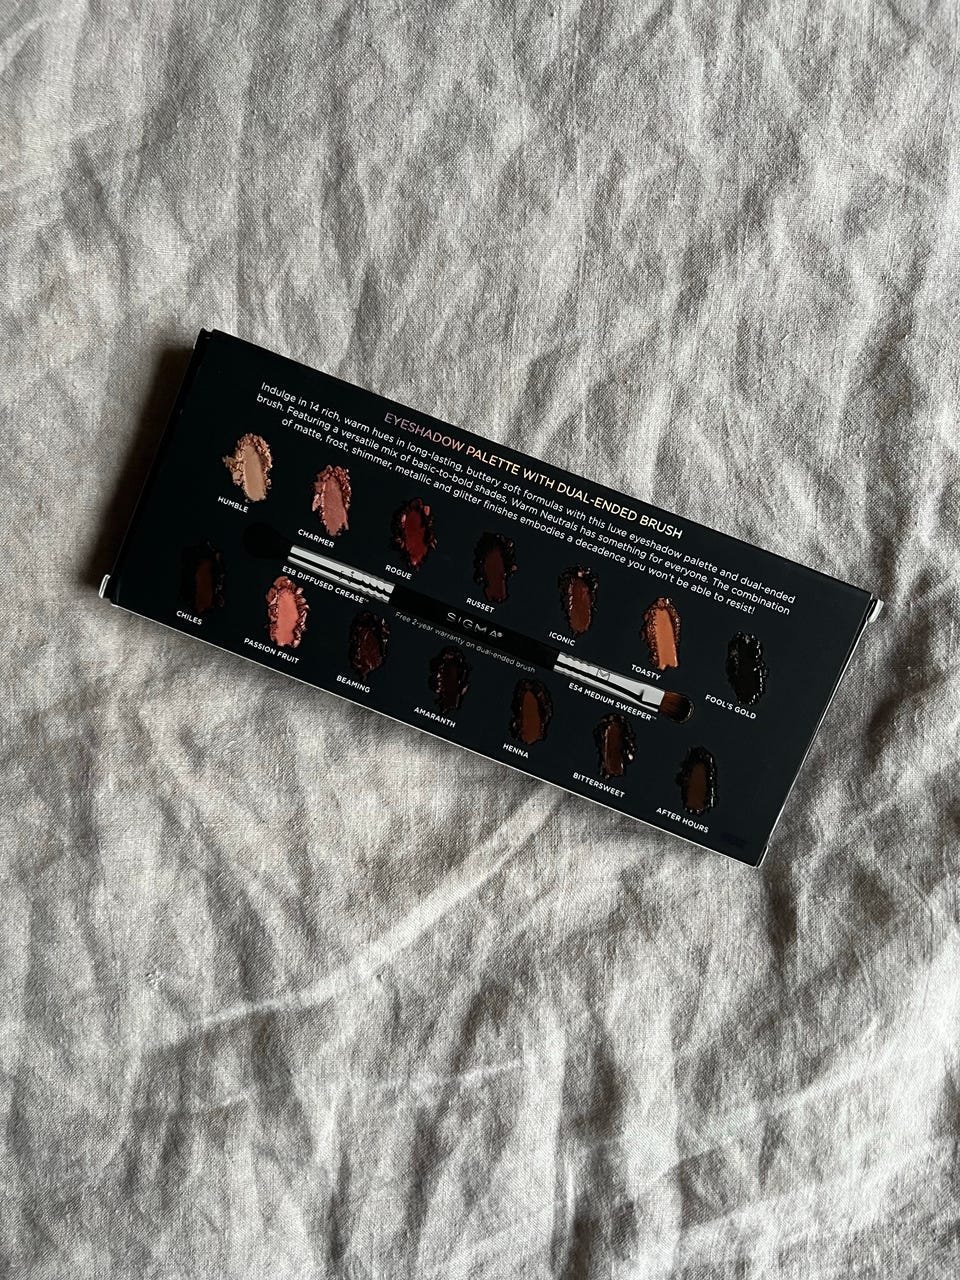 EYESHADOW PALETTE WITH DUAL-ENDED BRUSH
Indulge in 14 rich, warm hues in long-lasting, buttery soft formulas with this luxe eyeshadow palette and dual-ended
brush. Featuring a versatile mix of basic-to-bold shades, Warm Neutrals has something for everyone. The combination
of matte, frost, shimmer, metallic and glitter finishes embodies a decadence you won't be able to resist!
HUMBLE
CHARMER
ROGUE
RUSSET
ICONIC
TOASTY
FOOL'S GOLD
E38 DIFFUSED CREASE™
SIGMA®
Free 2-year warranty on dual-ended brush
E54 MEDIUM SWEEPER™
CHILES
PASSION FRUIT
BEAMING
AMARANTH
HENNA
BITTERSWEET
AFTER HOURS